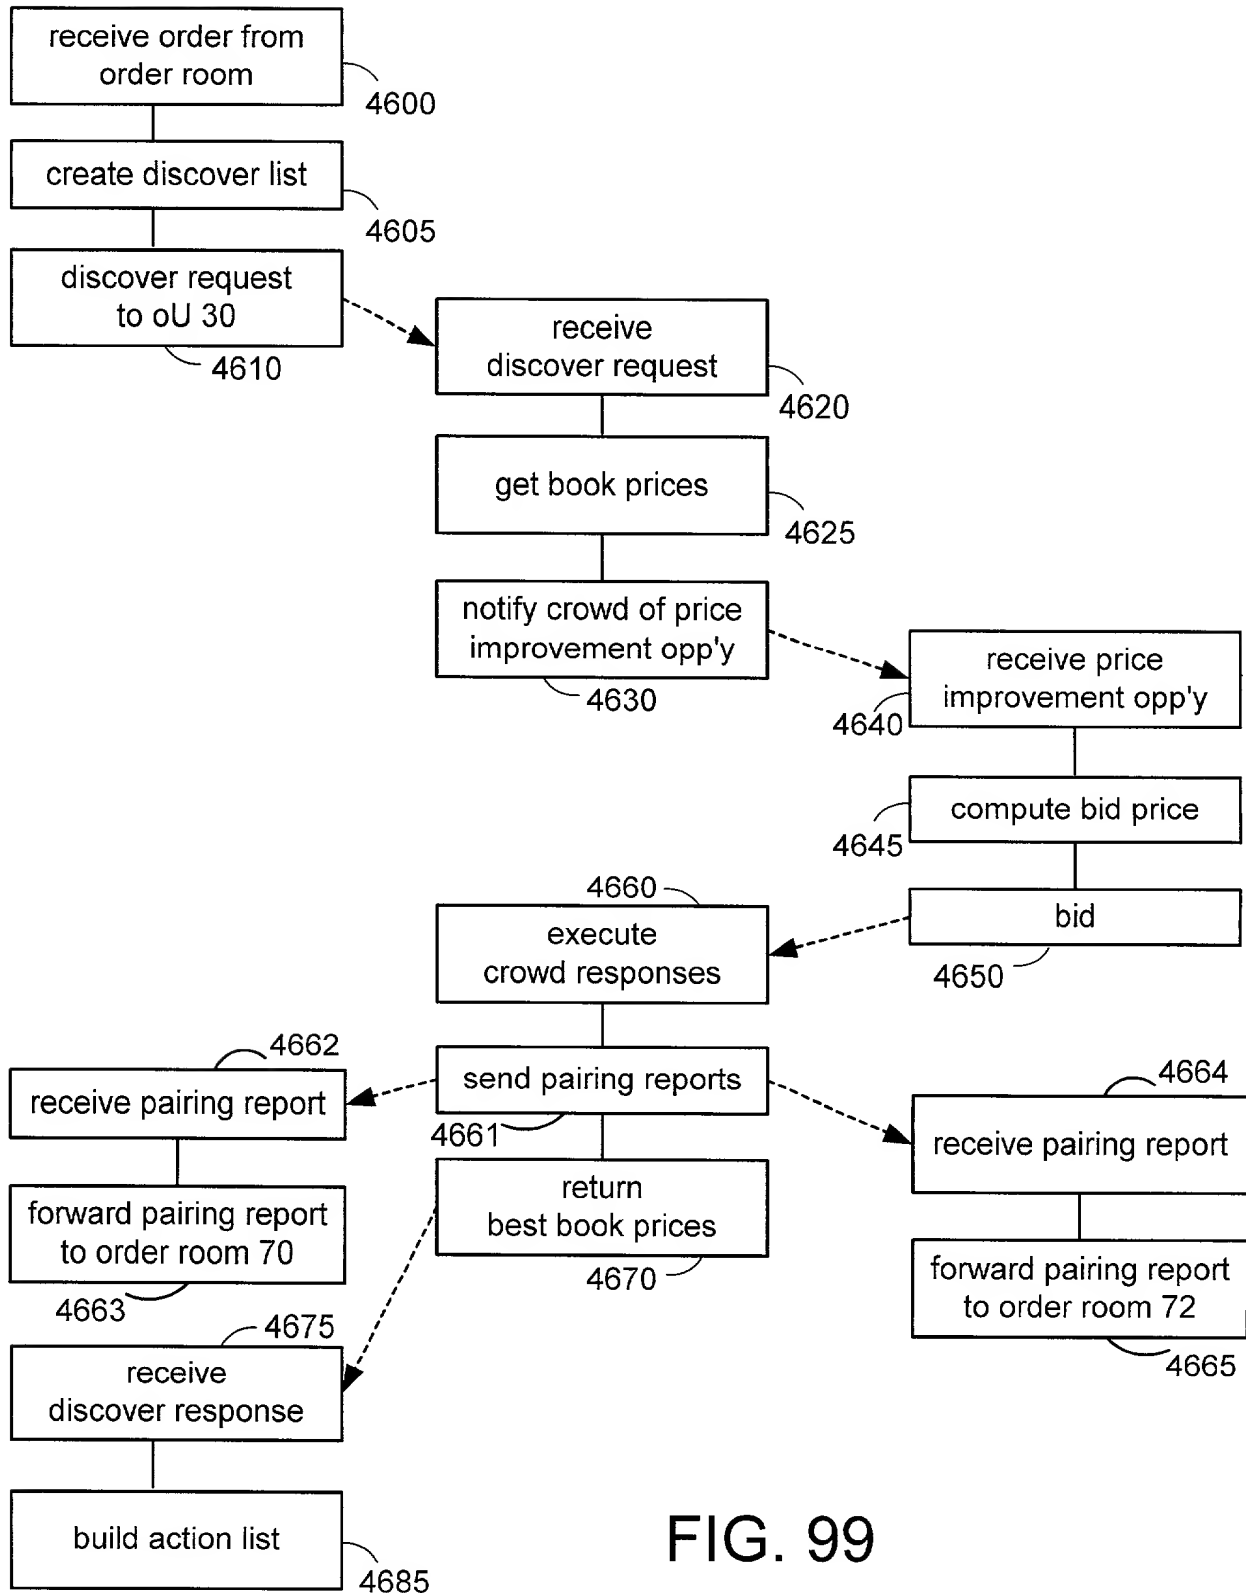 receive order from
order room
4600
create discover list
4605
discover request
to oU 30
4610
receive
discover request
4620
get book prices
4625
notify crowd of price
improvement opp'y
4630
receive price
improvement opp'y
4640
compute bid price
4645
bid
4650
4660
execute
crowd responses
send pairing reports
4661
4662
receive pairing report
forward pairing report
to order room 70
4663
4664
receive pairing report
forward pairing report
to order room 72
4665
return
best book prices
4670
4675
receive
discover response
build action list
4685
FIG. 99